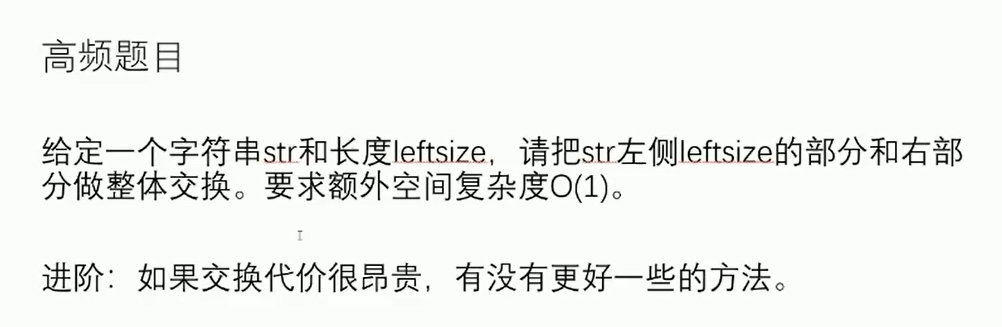 高频题目
给定一个字符串str和长度leftsize，请把str左侧leftsize的部分和右部
分做整体交换。要求额外空间复杂度O(1)。
进阶：如果交换代价很昂贵，有没有更好一些的方法。